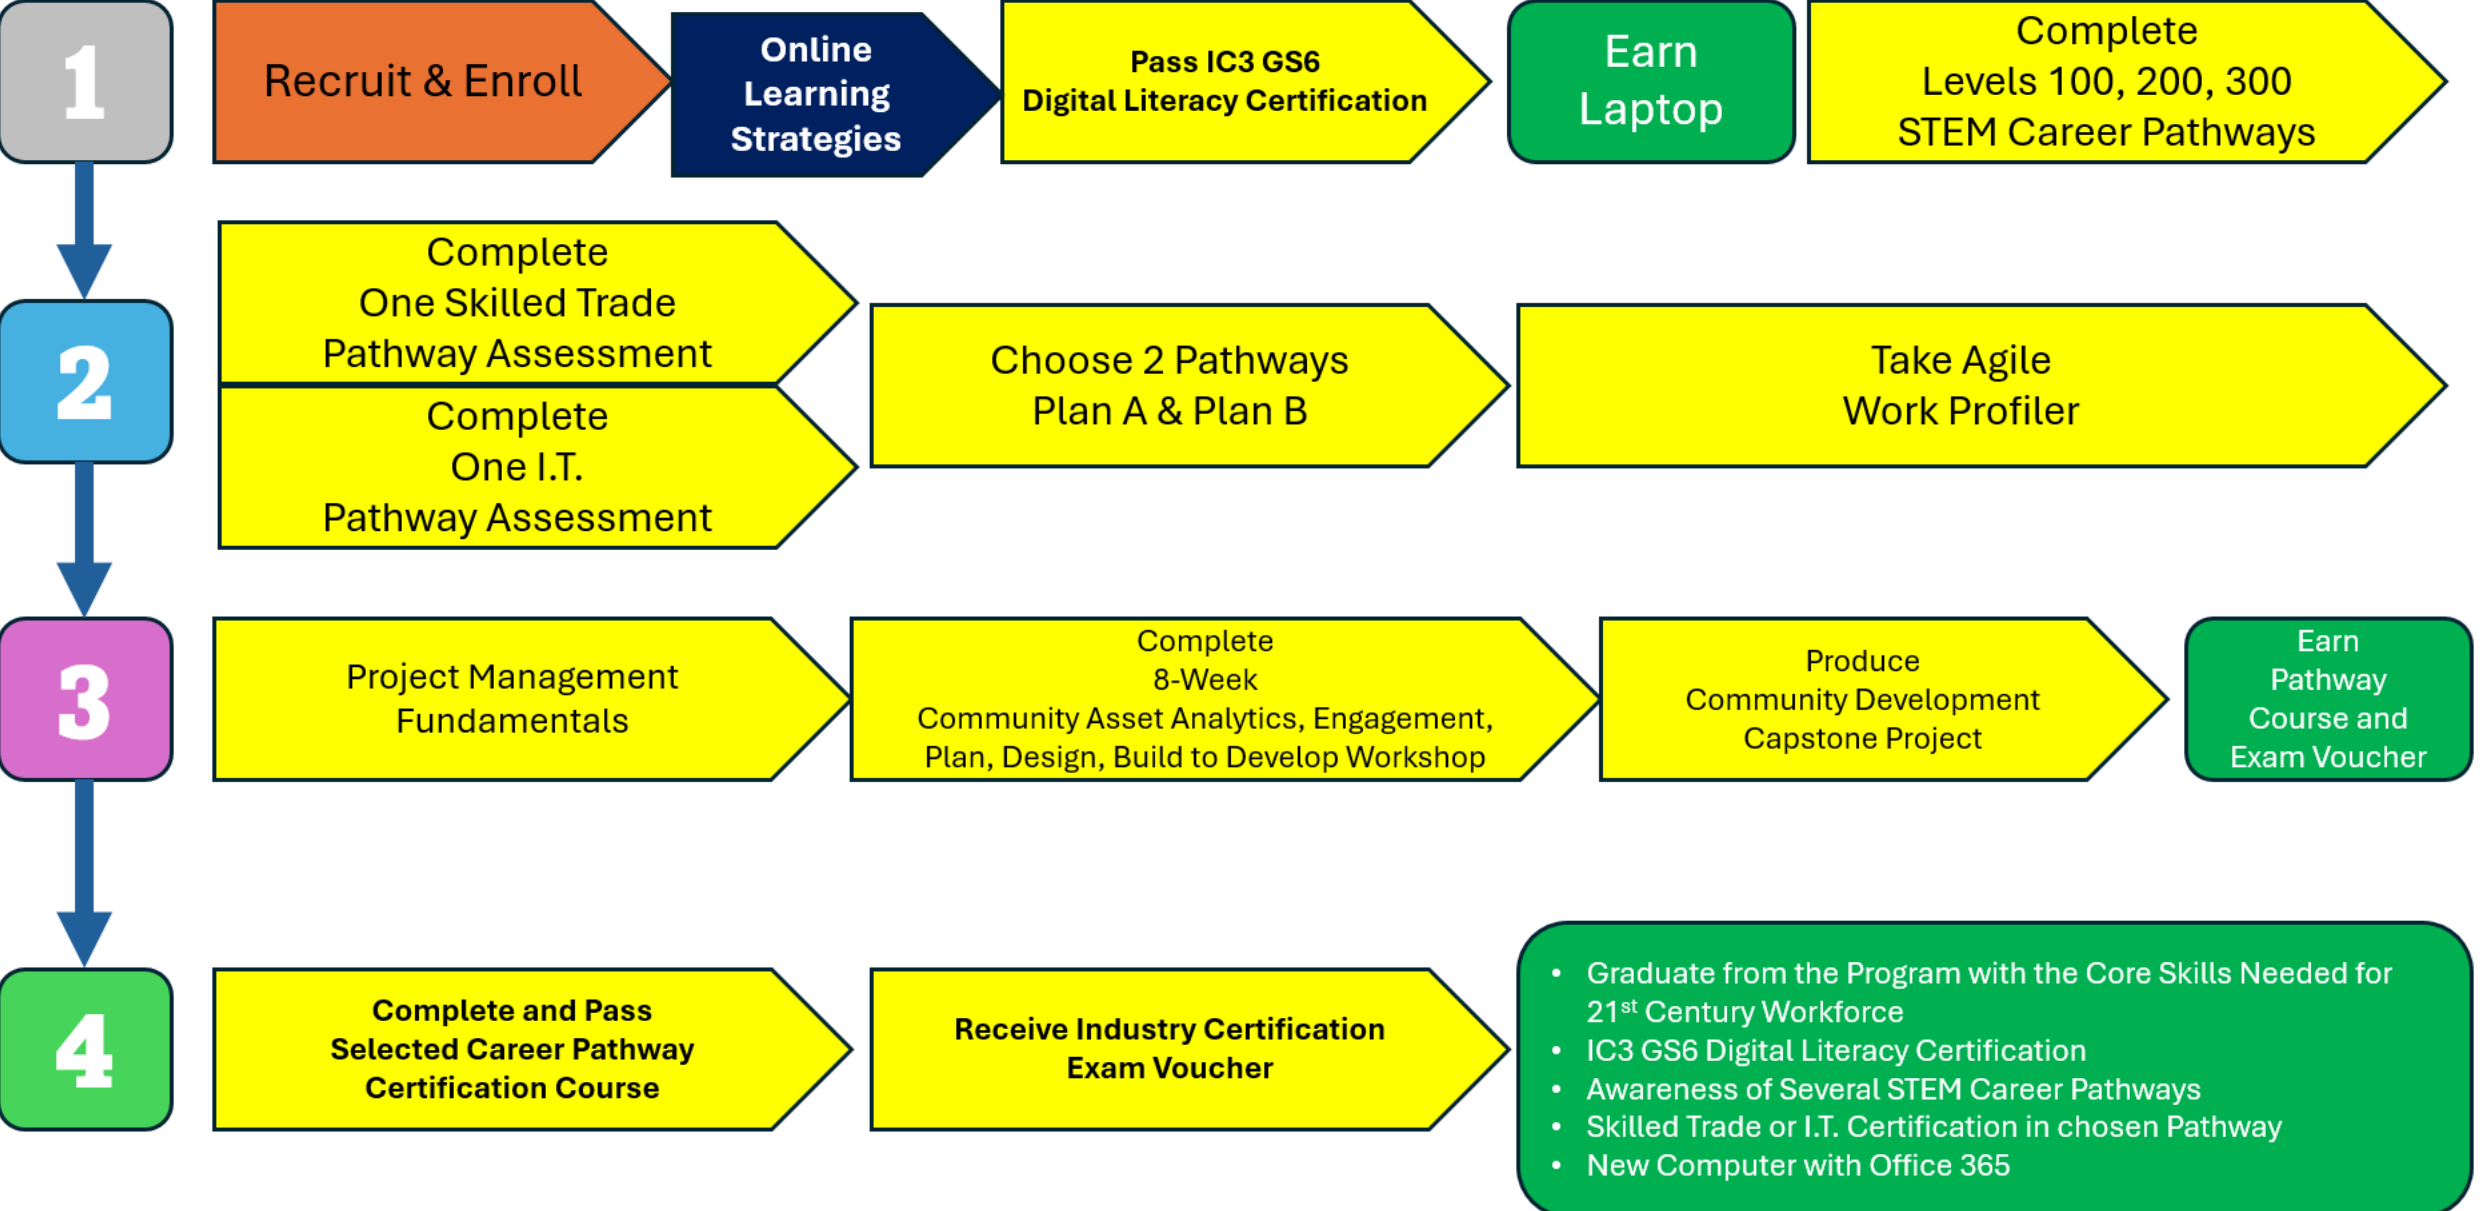 1
Recruit & Enroll
Online
Learning
Strategies
Pass IC3 GS6
Digital Literacy Certification
Earn
Laptop
Complete
Levels 100, 200, 300
STEM Career Pathways
2
Complete
One Skilled Trade
Pathway Assessment
Complete
One I.T.
Pathway Assessment
Choose 2 Pathways
Plan A & Plan B
Take Agile
Work Profiler
3
Project Management
Fundamentals
Complete
8-Week
Community Asset Analytics, Engagement,
Plan, Design, Build to Develop Workshop
Produce
Community Development
Capstone Project
Earn
Pathway
Course and
Exam Voucher
4
Complete and Pass
Selected Career Pathway
Certification Course
Receive Industry Certification
Exam Voucher
• Graduate from the Program with the Core Skills Needed for
21st Century Workforce
• IC3 GS6 Digital Literacy Certification
• Awareness of Several STEM Career Pathways
• Skilled Trade or I.T. Certification in chosen Pathway
• New Computer with Office 365